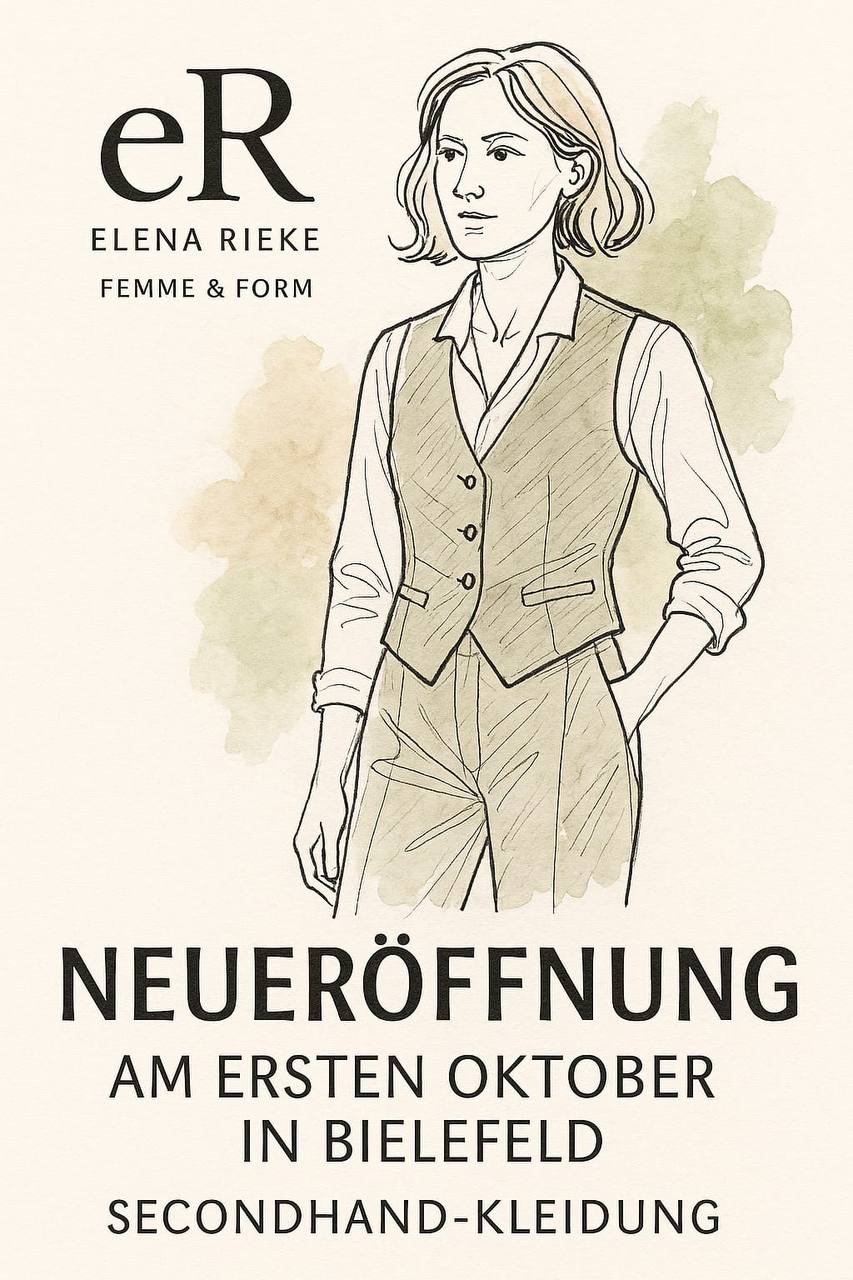 eR
ELENA RIEKE
FEMME & FORM
NEUERÖFFNUNG
AM ERSTEN OKTOBER
IN BIELEFELD
SECONDHAND-KLEIDUNG